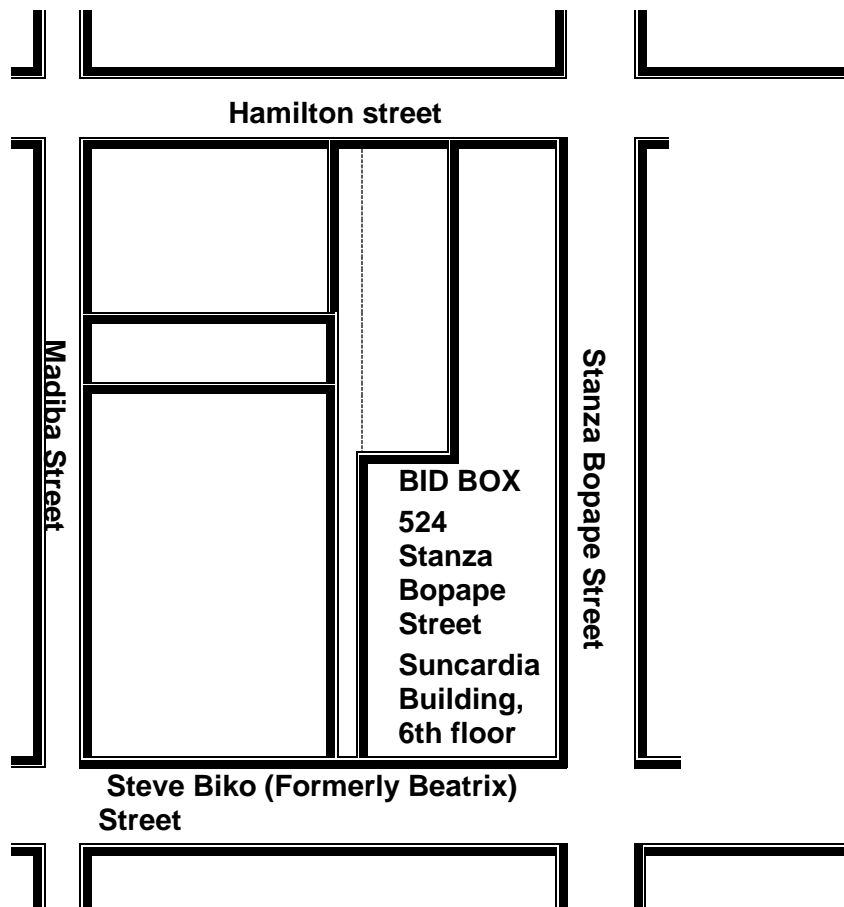 Hamilton street
Madiba Street
Stanza Bopape Street
BID BOX
524
Stanza
Bopape
Street
Suncardia
Building,
6th floor
Steve Biko (Formerly Beatrix)
Street